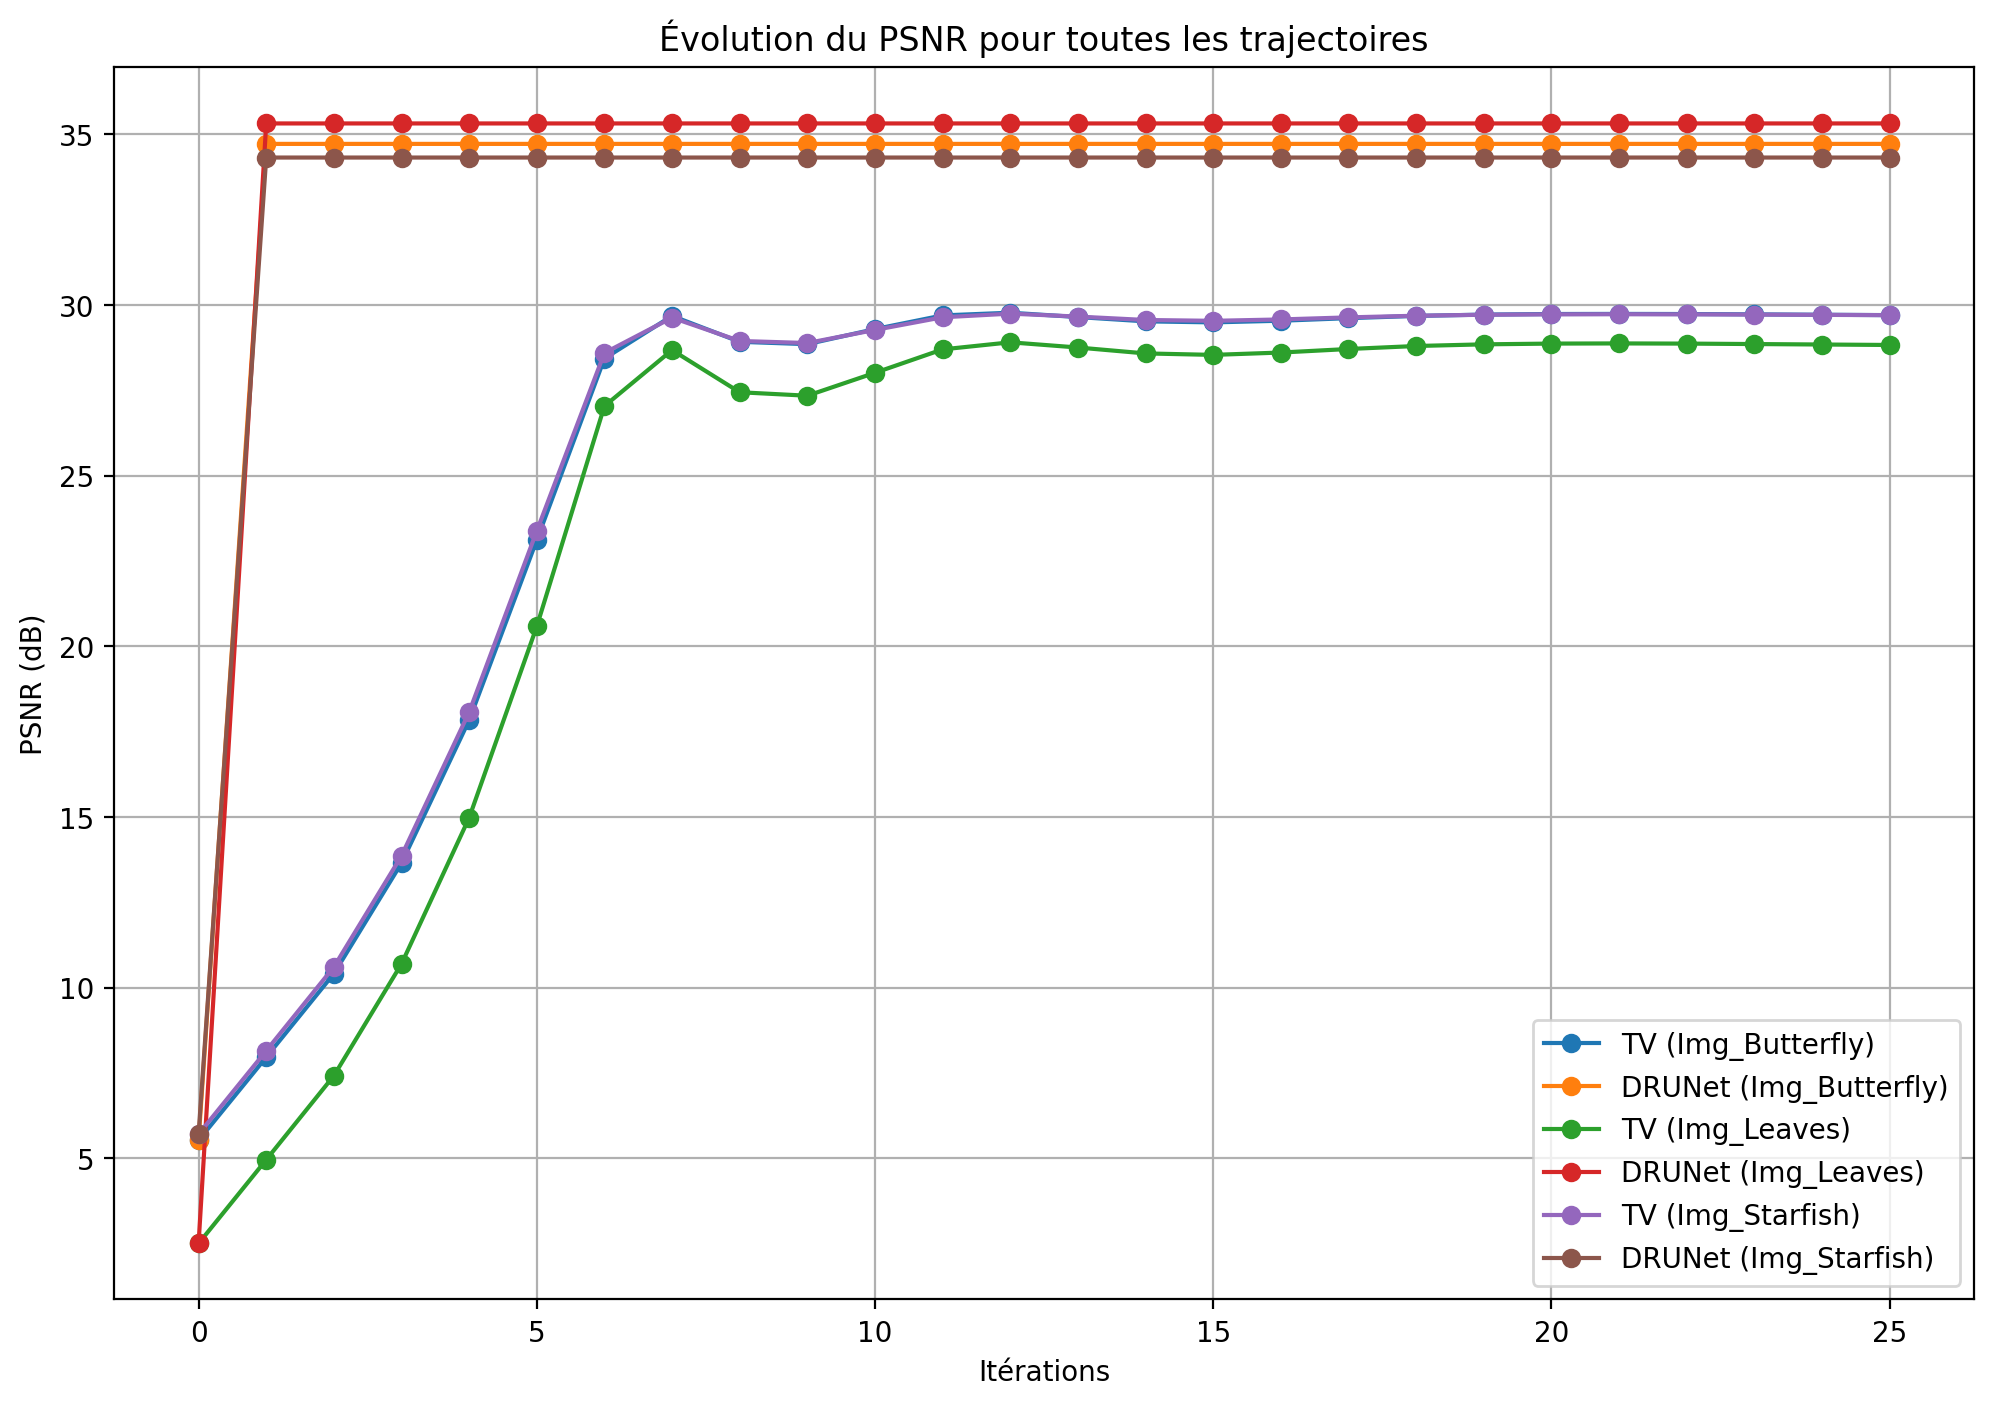 Évolution du PSNR pour toutes les trajectoires
35
30
25
20
15
10
5
PSNR (dB)
0 5 10 15 20 25
Itérations
TV (Img_Butterfly)
DRUNet (Img_Butterfly)
TV (Img_Leaves)
DRUNet (Img_Leaves)
TV (Img_Starfish)
DRUNet (Img_Starfish)